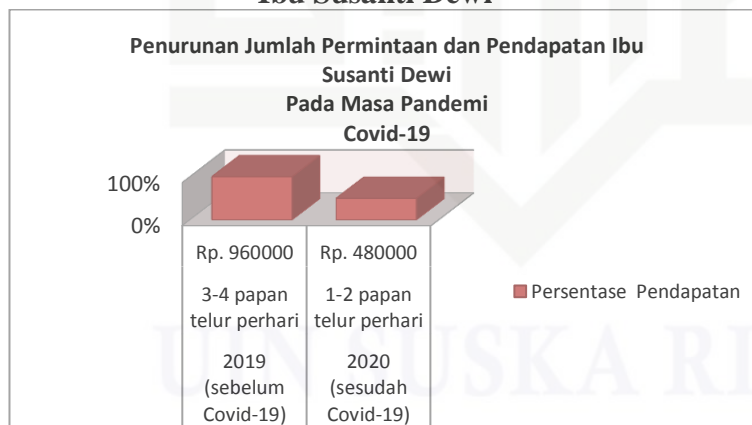 Ibu Susanti Dewi
Penurunan Jumlah Permintaan dan Pendapatan Ibu
Susanti Dewi
Pada Masa Pandemi
Covid-19
100%
0%
Rp. 960000
Rp. 480000
3-4 papan
telur perhari
1-2 papan
telur perhari
2019
(sebelum
Covid-19)
2020
(sesudah
Covid-19)
Persentase Pendapatan
UIN SUSKA RI